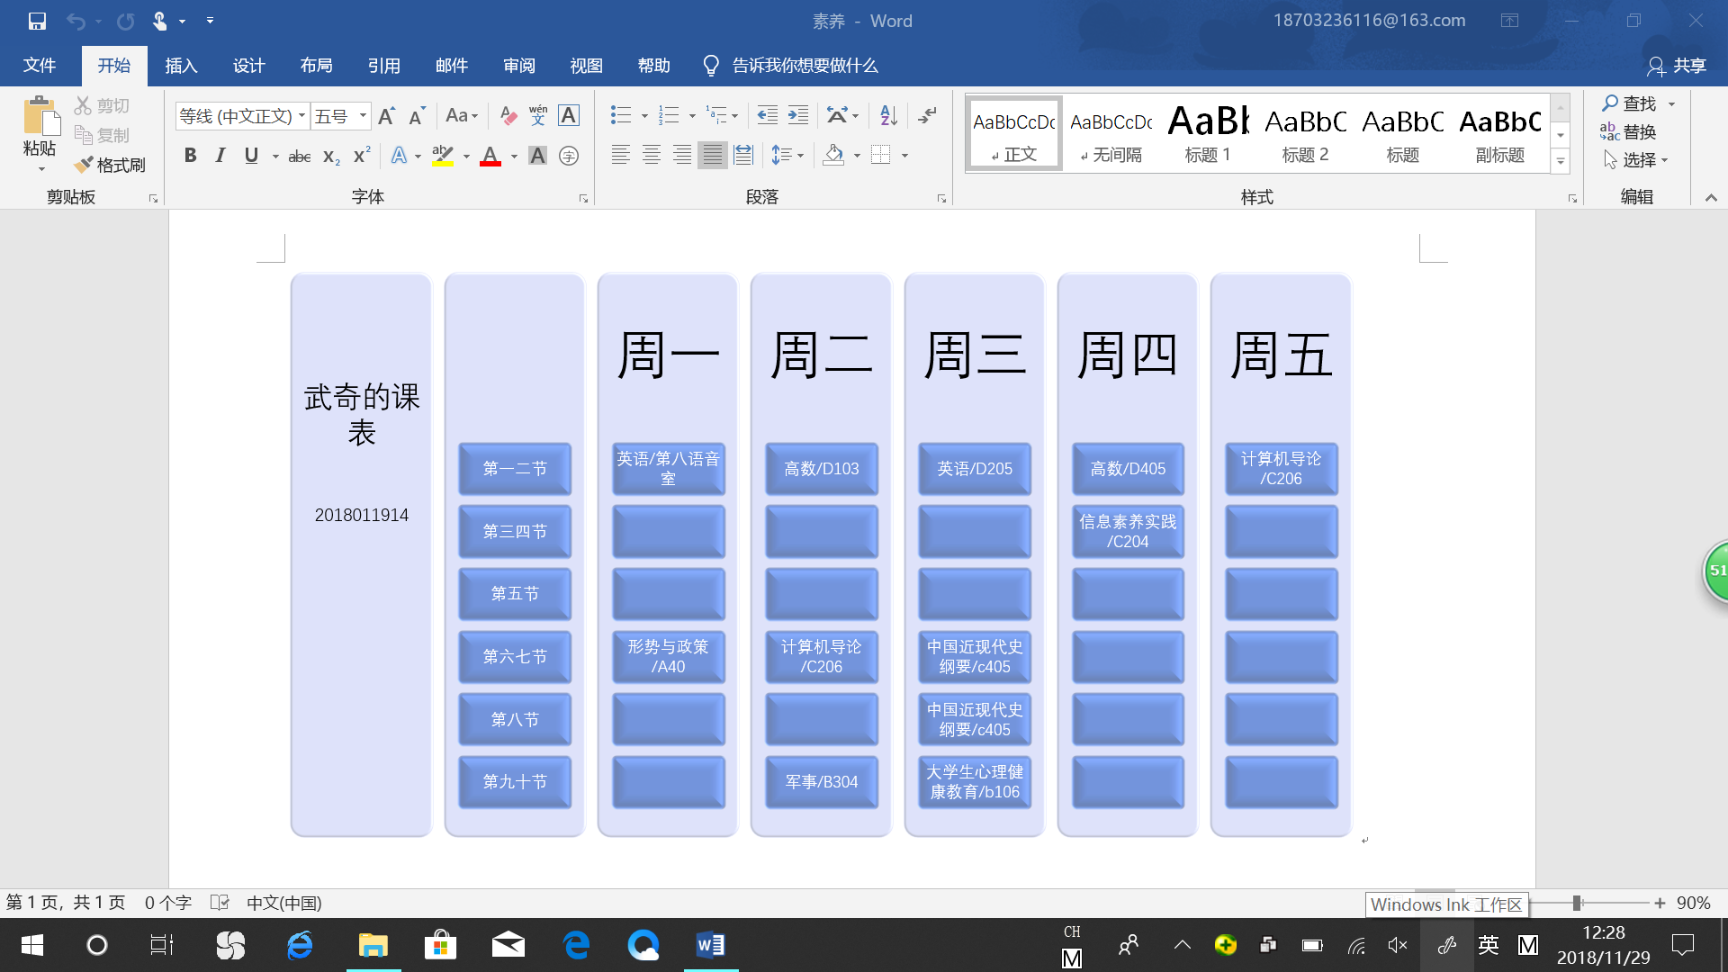 素养 - Word
18703236116@163.com
文件
开始
插入
设计
布局
引用
邮件
审阅
视图
帮助
告诉我你想要做什么
共享
粘贴
剪切
复制
格式刷
剪贴板
等线 (中文正文)
五号
Aa
wén
文
A
B I U abc X₂ X²
A
字
字体
段落
AaBbCcDc
正文
AaBbCcDc
无间隔
AaBb
标题 1
AaBbC
标题 2
AaBbC
标题
AaBbC
副标题
样式
查找
替换
选择
编辑
武奇的课
表
2018011914
第一二节
第三四节
第五节
第六七节
第八节
第九十节
周一
英语/第八语音
室
形势与政策
/A40
周二
高数/D103
计算机导论
/C206
军事/B304
周三
英语/D205
中国近现代史
纲要/c405
中国近现代史
纲要/c405
大学生心理健
康教育/b106
周四
高数/D405
信息素养实践
/C204
周五
计算机导论
/C206
51
第 1 页，共 1 页
0 个字
中文(中国)
Windows Ink 工作区
90%
CH
M
英
M
12:28
2018/11/29